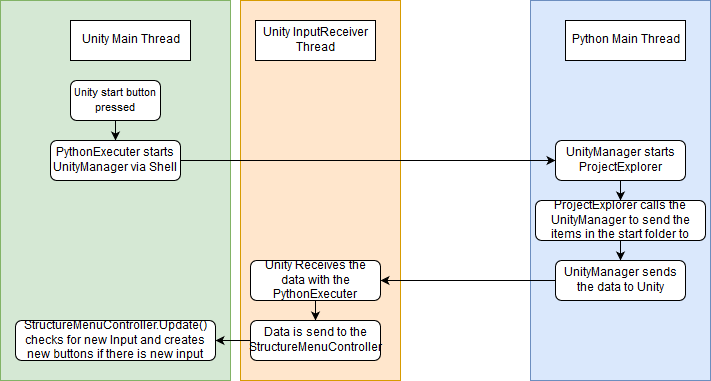 Unity Main Thread
Unity InputReceiver
Thread
Python Main Thread
Unity start button
pressed
PythonExecuter starts
UnityManager via Shell
UnityManager starts
ProjectExplorer
ProjectExplorer calls the
UnityManager to send the
items in the start folder to
UnityManager sends
the data to Unity
Unity Receives the
data with the
PythonExecuter
Data is send to the
StructureMenuController
StructureMenuController.Update()
checks for new Input and creates
new buttons if there is new input